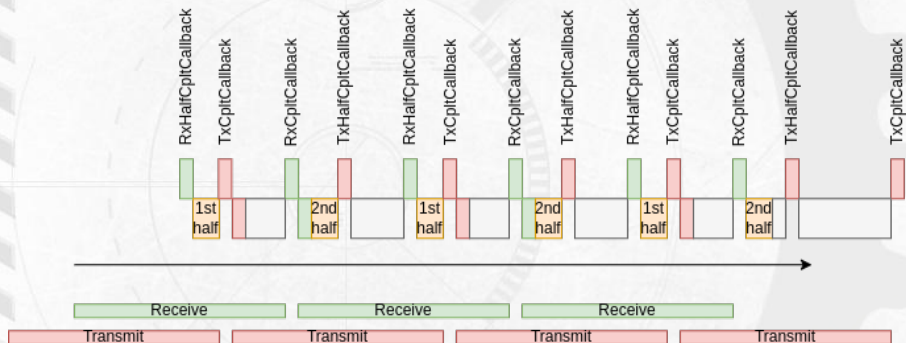 RxHalfCpltCallback
TxCpltCallback
RxCpltCallback
TxHalfCpltCallback
RxHalfCpltCallback
TxCpltCallback
RxCpltCallback
TxHalfCpltCallback
RxHalfCpltCallback
TxCpltCallback
RxCpltCallback
TxHalfCpltCallback
TxCpltCallback
1st
half
2nd
half
1st
half
2nd
half
1st
half
2nd
half
Receive
Receive
Receive
Transmit
Transmit
Transmit
Transmit